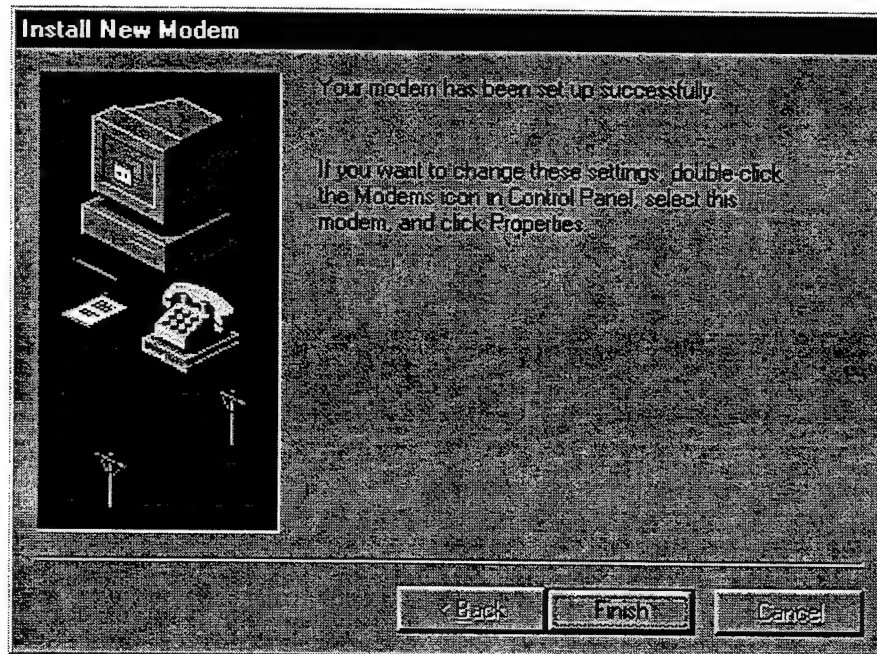 Install New Modem
Your modem has been set up successfully.
If you want to change these settings, double-click
the Modems icon in Control Panel, select this
modem, and click Properties.
< Back
Finish
Cancel